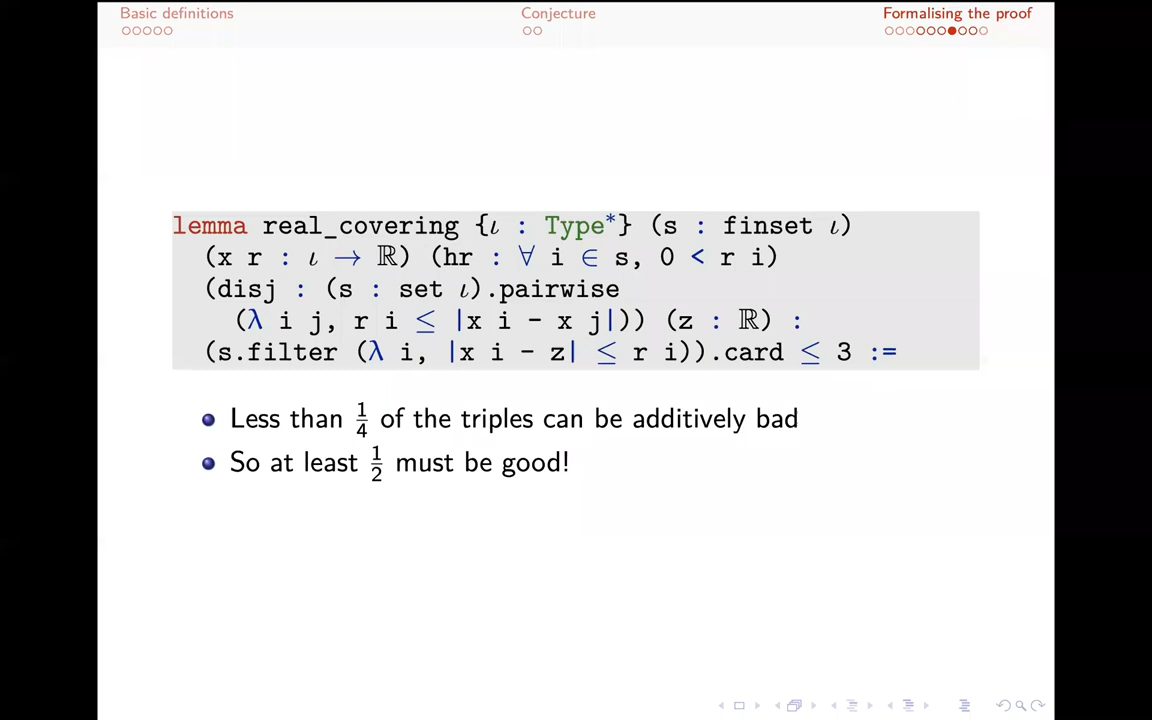 Basic definitions
Conjecture
Formalising the proof
lemma real_covering {ι : Type*} (s : finset ι)
(x r : ι → ℝ) (hr : ∀ i ∈ s, 0 < r i)
(disj : (s : set ι).pairwise
(λ i j, r i ≤ |x i - x j|)) (z : ℝ) :
(s.filter (λ i, |x i - z| ≤ r i)).card ≤ 3 :=
Less than 1/4 of the triples can be additively bad
So at least 1/2 must be good!